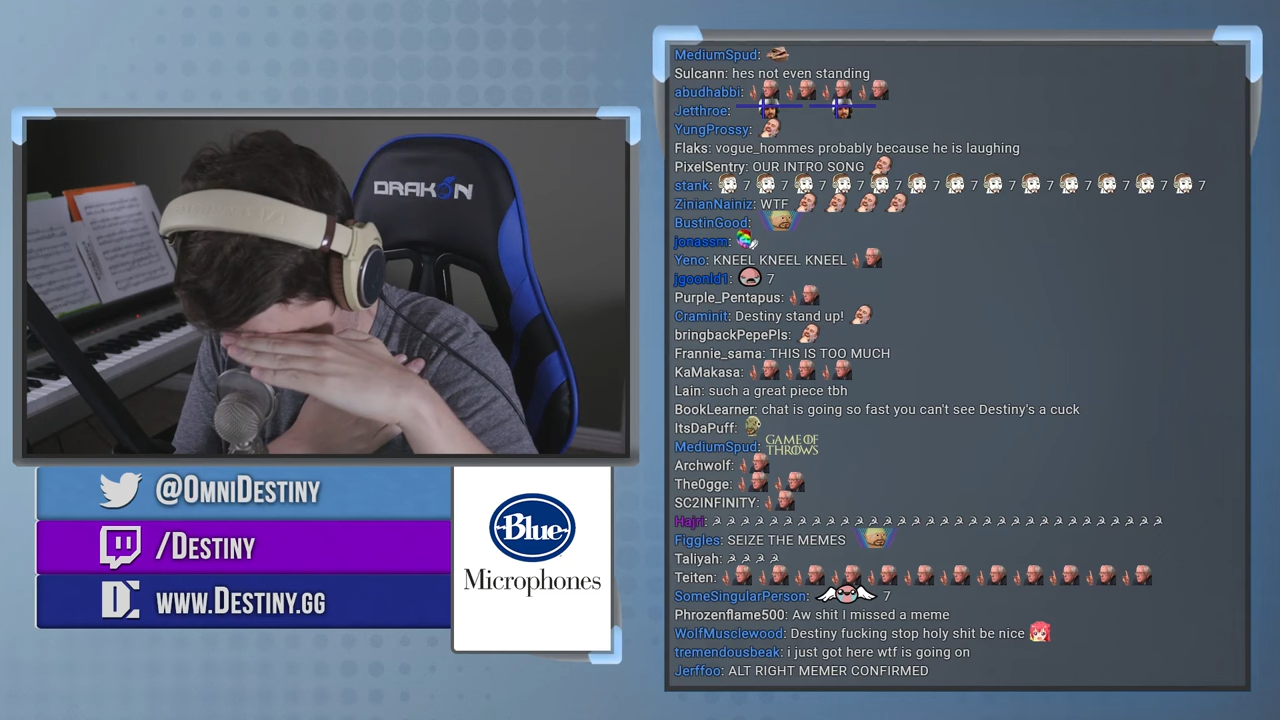 DRAKON
@OmniDestiny
/Destiny
www.Destiny.gg
Blue
Microphones
MediumSpud:
Sulcann: hes not even standing
abudhabbi:
Jetthroe:
YungProssy:
Flaks: vogue_hommes probably because he is laughing
PixelSentry: OUR INTRO SONG
stank: 7 7 7 7 7 7 7 7 7 7 7 7 7
ZinianNainiz: WTF
BustinGood:
jonassm:
Yeno: KNEEL KNEEL KNEEL
jgoonld1: 7
Purple_Pentapus:
Craminit: Destiny stand up!
bringbackPepePls:
Frannie_sama: THIS IS TOO MUCH
KaMakasa:
Lain: such a great piece tbh
BookLearner: chat is going so fast you can't see Destiny's a cuck
ItsDaPuff:
MediumSpud: GAME OF THROWS
Archwolf:
The0gge:
SC2INFINITY:
Hajri: ☭ ☭ ☭ ☭ ☭ ☭ ☭ ☭ ☭ ☭ ☭ ☭ ☭ ☭ ☭ ☭ ☭ ☭ ☭ ☭ ☭ ☭ ☭ ☭ ☭ ☭ ☭ ☭ ☭ ☭ ☭ ☭
Figgles: SEIZE THE MEMES
Taliyah: ☭ ☭ ☭ ☭ ☭
Teiten:
SomeSingularPerson: 7
Phrozenflame500: Aw shit I missed a meme
WolfMusclewood: Destiny fucking stop holy shit be nice
tremendousbeak: i just got here wtf is going on
Jerffoo: ALT RIGHT MEMER CONFIRMED